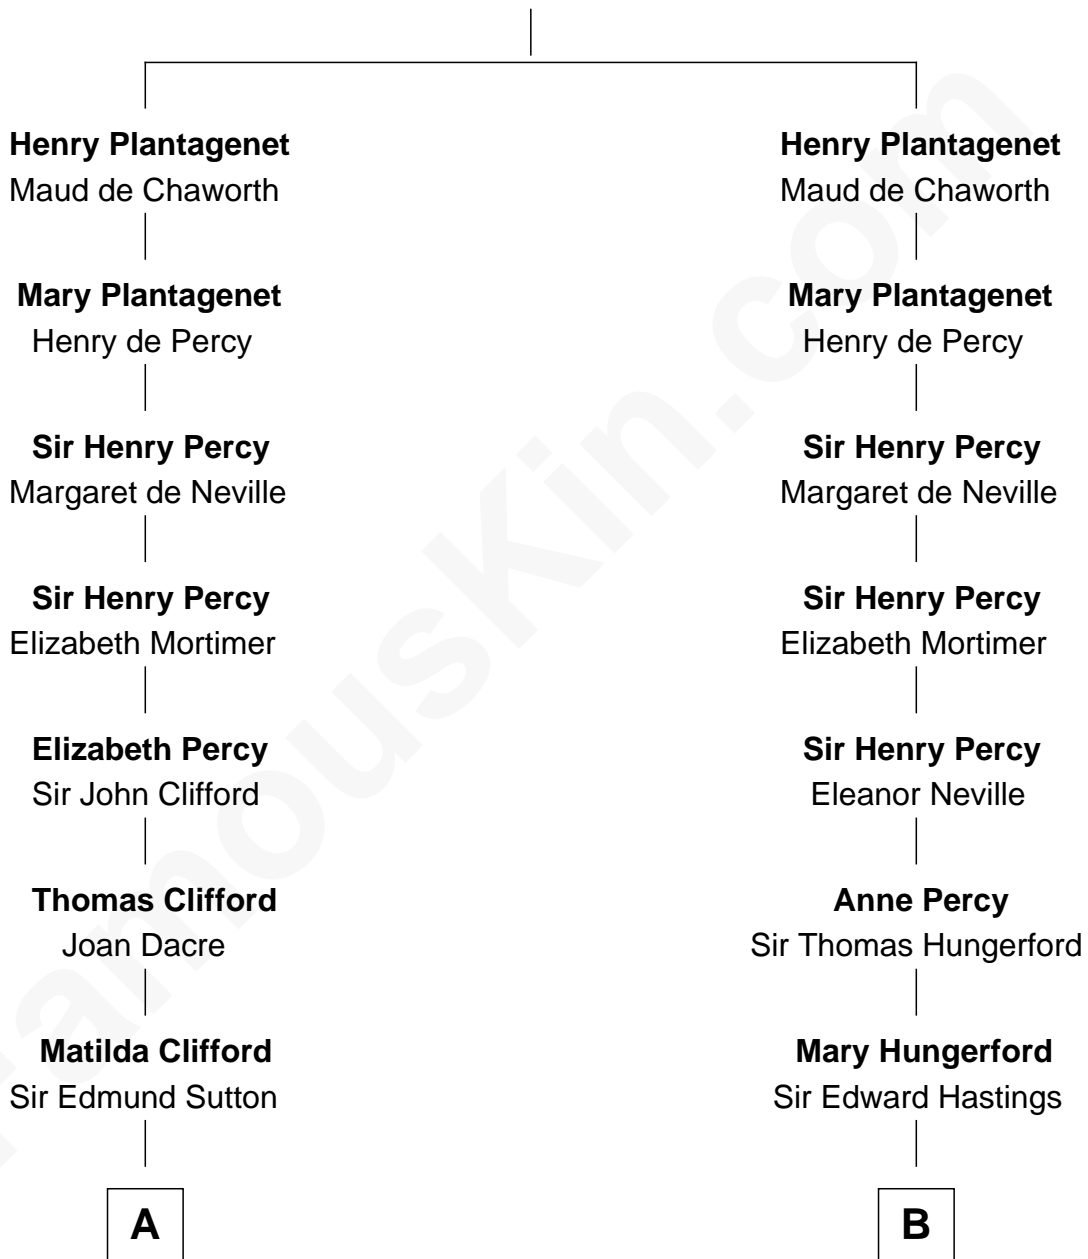 Henry Plantagenet
Maud de Chaworth
Mary Plantagenet
Henry de Percy
Sir Henry Percy
Margaret de Neville
Sir Henry Percy
Elizabeth Mortimer
Elizabeth Percy
Sir John Clifford
Thomas Clifford
Joan Dacre
Matilda Clifford
Sir Edmund Sutton
A
Henry Plantagenet
Maud de Chaworth
Mary Plantagenet
Henry de Percy
Sir Henry Percy
Margaret de Neville
Sir Henry Percy
Elizabeth Mortimer
Sir Henry Percy
Eleanor Neville
Anne Percy
Sir Thomas Hungerford
Mary Hungerford
Sir Edward Hastings
B
FamousKin.com